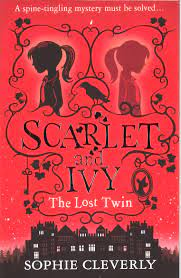 A spine-tingling mystery must be solved...
SCARLET
and
IVY
The Lost Twin
SOPHIE CLEVERLY